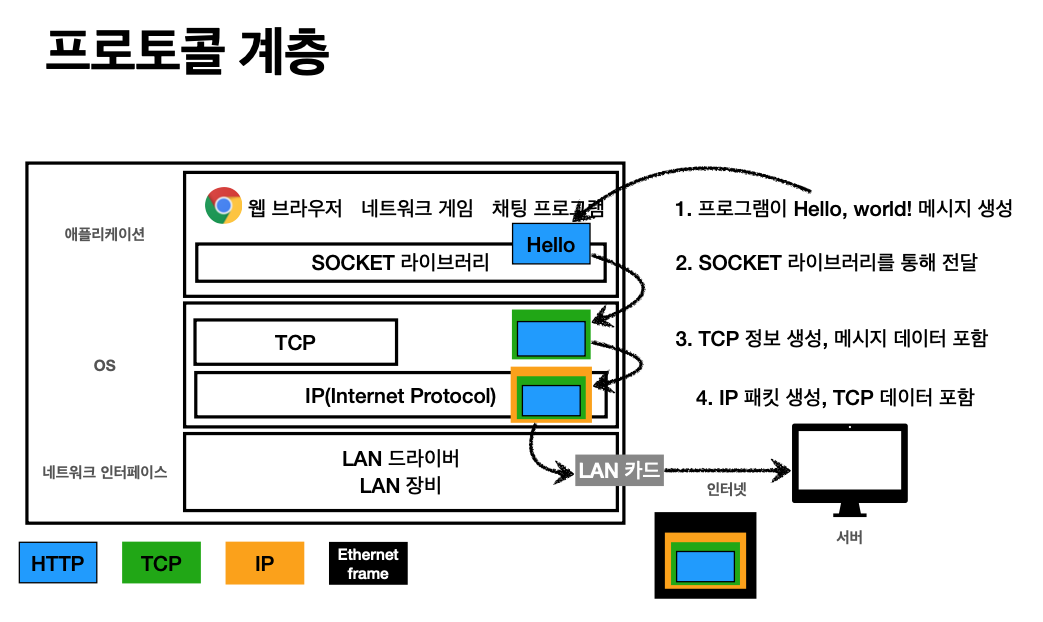 프로토콜 계층
애플리케이션
웹 브라우저 네트워크 게임 채팅 프로그램
Hello
SOCKET 라이브러리
1. 프로그램이 Hello, world! 메시지 생성
2. SOCKET 라이브러리를 통해 전달
OS
TCP
3. TCP 정보 생성, 메시지 데이터 포함
IP(Internet Protocol)
4. IP 패킷 생성, TCP 데이터 포함
네트워크 인터페이스
LAN 드라이버
LAN 장비
LAN 카드
인터넷
서버
HTTP
TCP
IP
Ethernet
frame